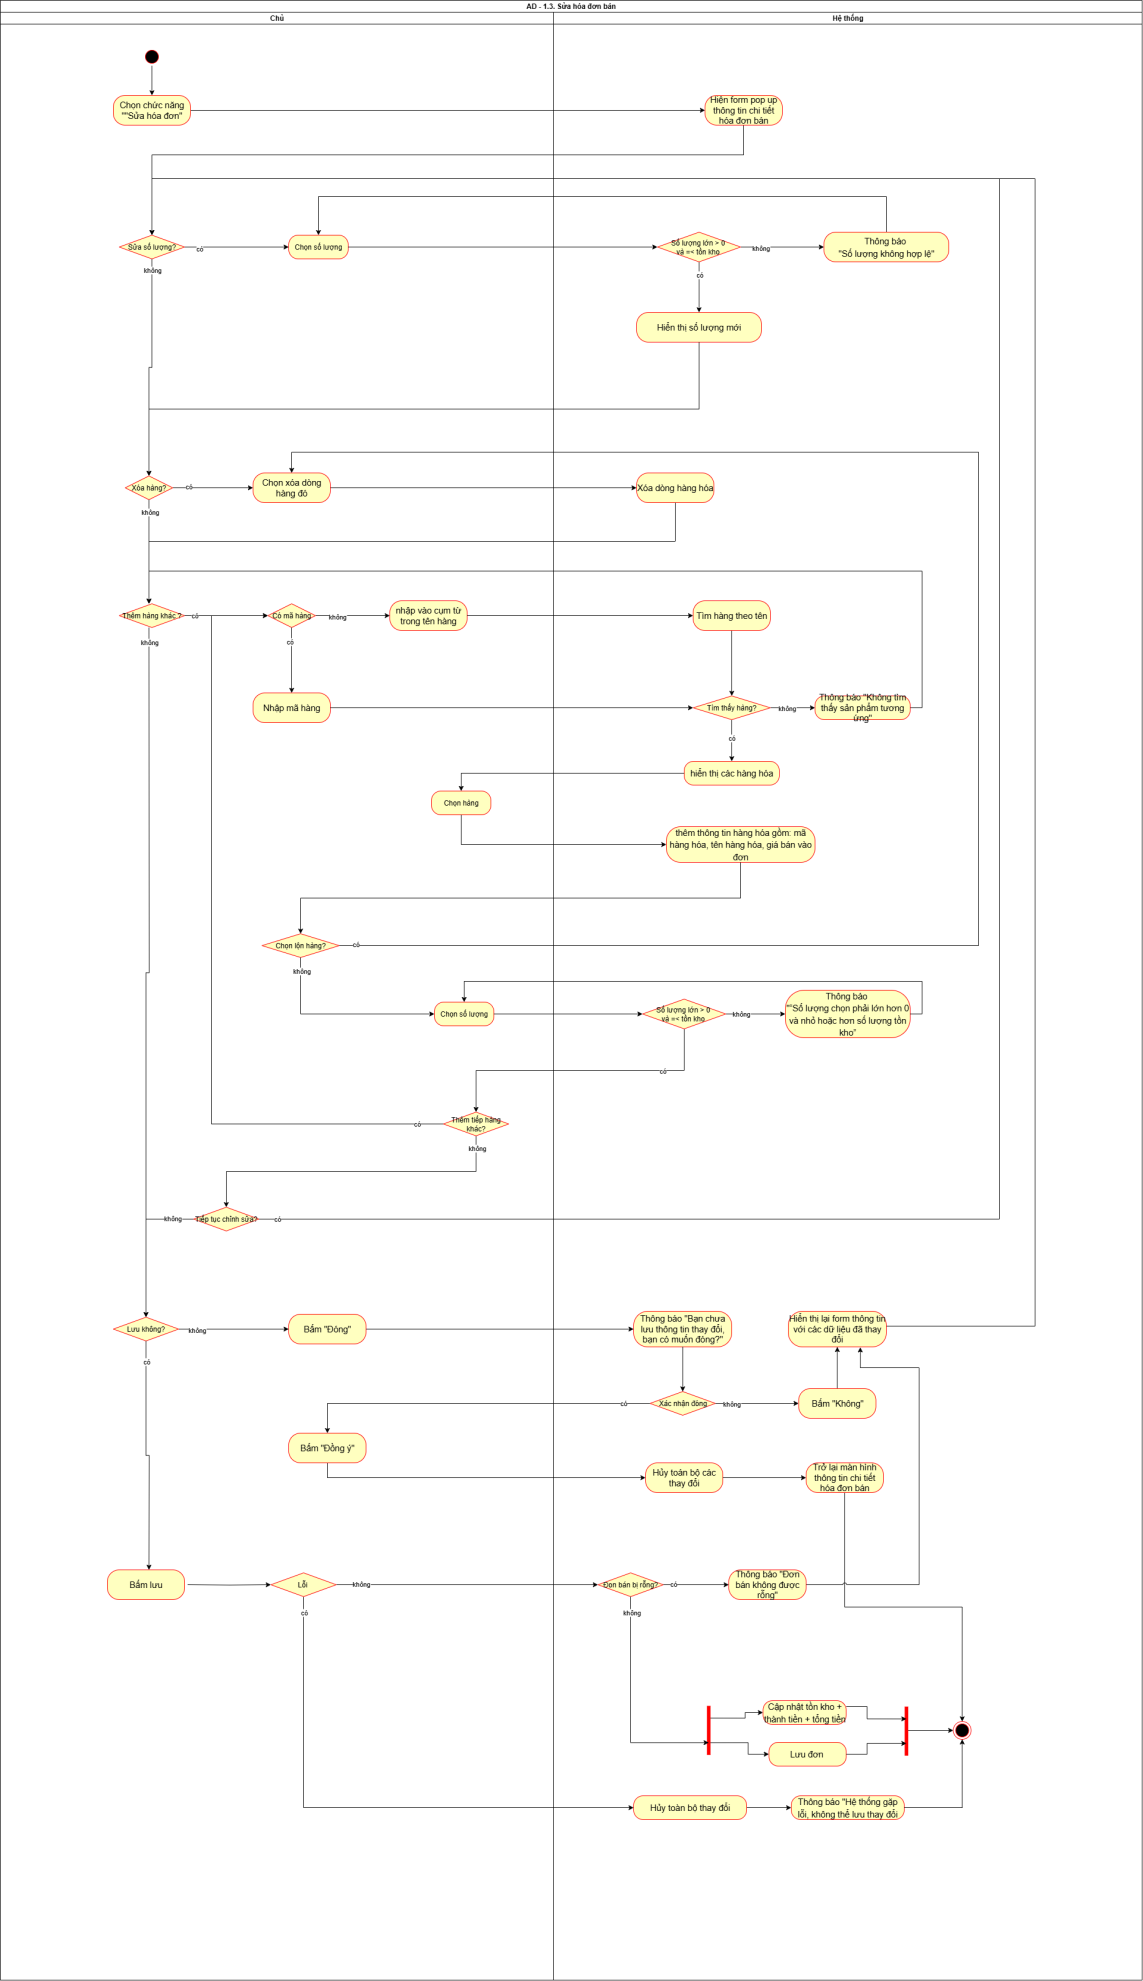 AD - 1.3. Sửa hóa đơn bán
Chủ
Hệ thống
Chọn chức năng
""Sửa hóa đơn"
Hiện form pop up
thông tin chi tiết
hóa đơn bán
Sửa số lượng?
có
không
Chọn số lượng
Số lượng lớn > 0
và =< tồn kho
không
có
Thông báo
"Số lượng không hợp lệ"
Hiển thị số lượng mới
Xóa hàng?
có
không
Chọn xóa dòng
hàng đó
Xóa dòng hàng hóa
Thêm hàng khác ?
có
không
Có mã hàng
không
có
nhập vào cụm từ
trong tên hàng
Tìm hàng theo tên
Nhập mã hàng
Tìm thấy hàng?
không
có
Thông báo "Không tìm
thấy sản phẩm tương
ứng"
hiển thị các hàng hóa
Chọn hàng
thêm thông tin hàng hóa gồm: mã
hàng hóa, tên hàng hóa, giá bán vào
đơn
Chọn lộn hàng?
có
không
Chọn số lượng
Số lượng lớn > 0
và =< tồn kho
không
có
Thông báo
""Số lượng chọn phải lớn hơn 0
và nhỏ hoặc hơn số lượng tồn
kho"
Thêm tiếp hàng
khác?
có
không
Tiếp tục chỉnh sửa?
không
có
Lưu không?
không
có
Bấm "Đóng"
Thông báo "Bạn chưa
lưu thông tin thay đổi,
bạn có muốn đóng?"
Hiển thị lại form thông tin
với các dữ liệu đã thay
đổi
Xác nhận đóng
có
không
Bấm "Không"
Bấm "Đồng ý"
Hủy toàn bộ các
thay đổi
Trở lại màn hình
thông tin chi tiết
hóa đơn bán
Bấm lưu
Lỗi
không
có
Đơn bán bị rỗng?
có
không
Thông báo "Đơn
bán không được
rỗng"
Cập nhật tồn kho +
thành tiền + tổng tiền
Lưu đơn
Hủy toàn bộ thay đổi
Thông báo "Hệ thống gặp
lỗi, không thể lưu thay đổi